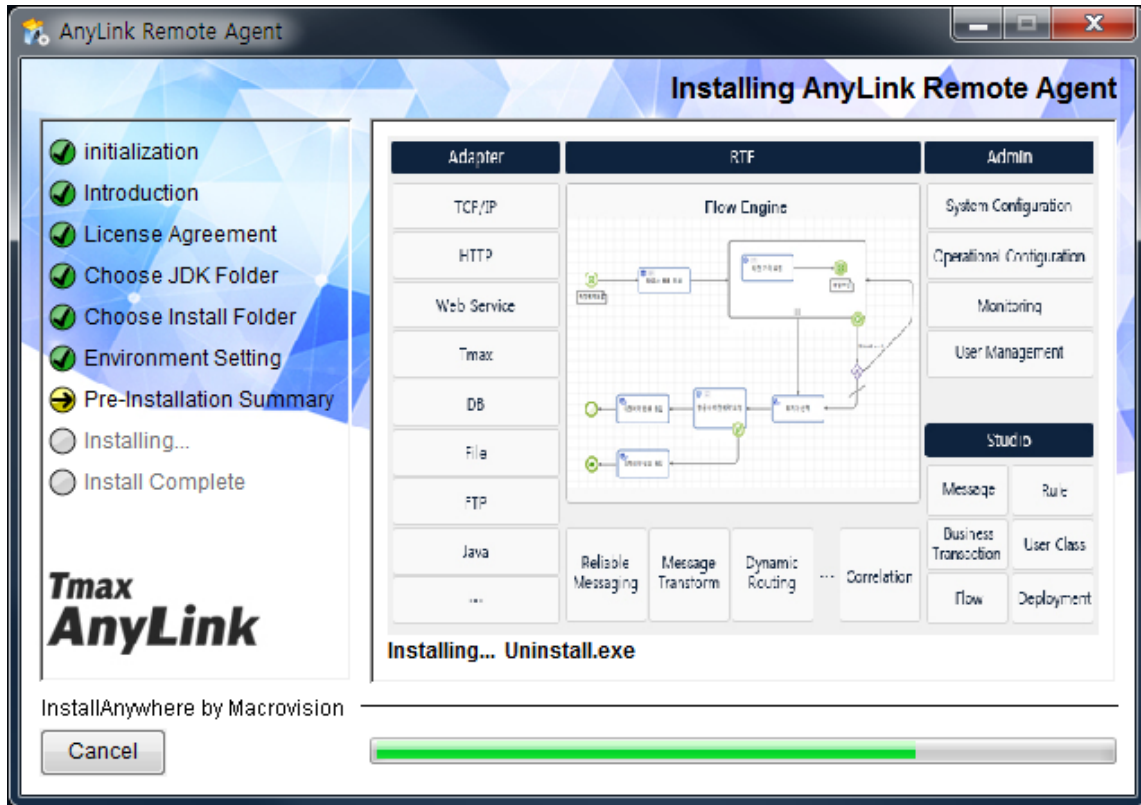 AnyLink Remote Agent
Installing AnyLink Remote Agent
initialization
Introduction
License Agreement
Choose JDK Folder
Choose Install Folder
Environment Setting
Pre-Installation Summary
Installing...
Install Complete
Tmax
AnyLink
Adapter
TCP/IP
HTTP
Web Service
Tmax
DB
File
FTP
Java
...
RTE
Flow Engine
Reliable
Messaging
Message
Transform
Dynamic
Routing
...
Correlation
Admin
System Configuration
Operational Configuration
Monitoring
User Management
Studio
Message
Rule
Business
Transaction
User Class
Flow
Deployment
Installing... Uninstall.exe
InstallAnywhere by Macrovision
Cancel